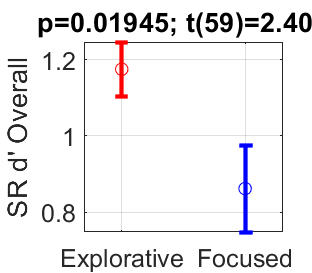 p=0.01945; t(59)=2.40
SR d' Overall
1.2
1
0.8
Explorative Focused